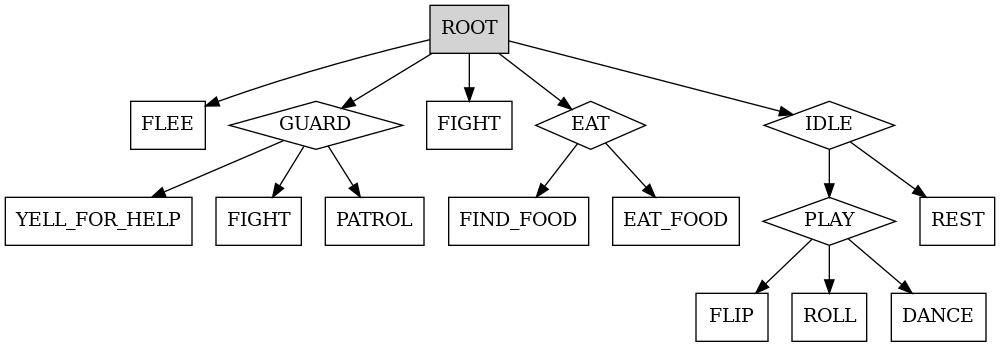 ROOT
FLEE
GUARD
FIGHT
EAT
IDLE
YELL_FOR_HELP
FIGHT
PATROL
FIND_FOOD
EAT_FOOD
PLAY
REST
FLIP
ROLL
DANCE